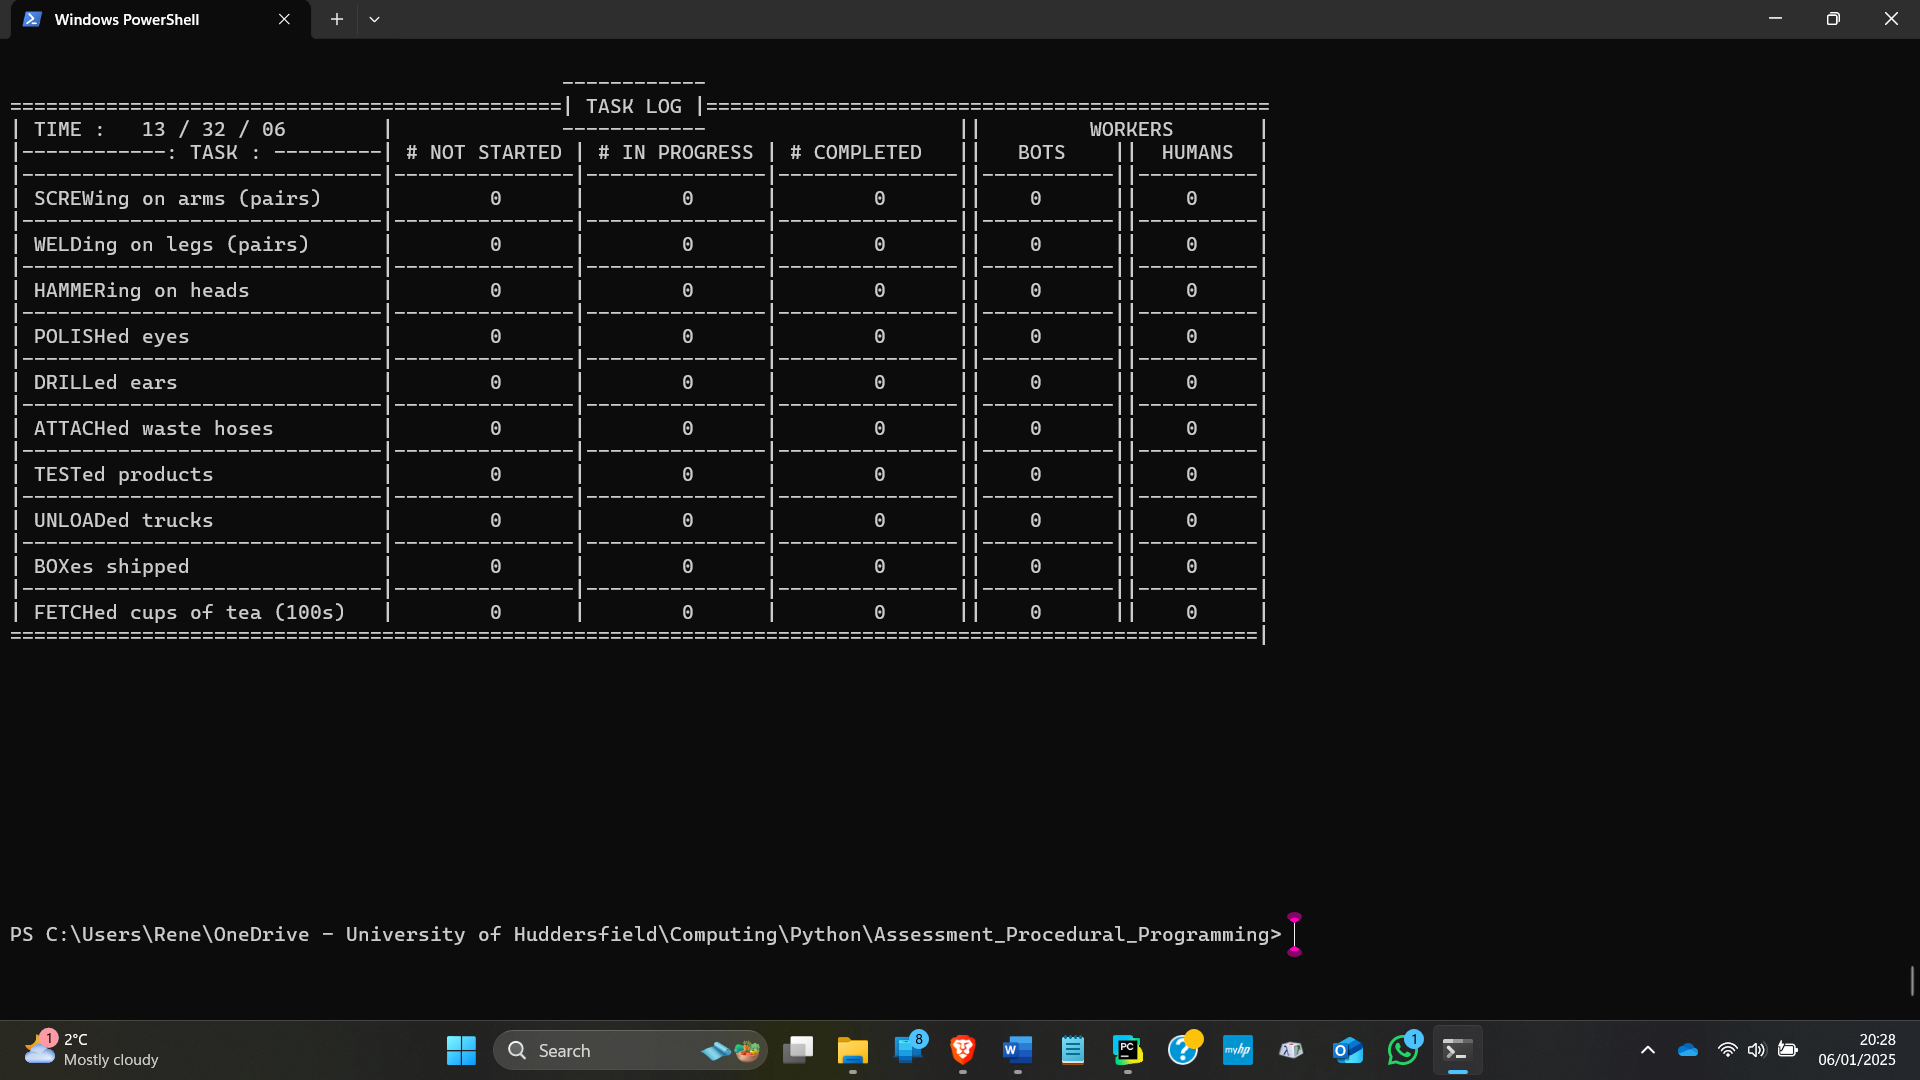 Windows PowerShell
------------
==============================================| TASK LOG |===============================================
| TIME :   13 / 32 / 06        |              ------------                     ||         WORKERS       |
|------------: TASK : ---------| # NOT STARTED | # IN PROGRESS | # COMPLETED   ||   BOTS    ||  HUMANS  |
|------------------------------|---------------|---------------|---------------||-----------||----------|
| SCREWing on arms (pairs)     |        0      |        0      |        0      ||    0      ||    0     |
|------------------------------|---------------|---------------|---------------||-----------||----------|
| WELDing on legs (pairs)      |        0      |        0      |        0      ||    0      ||    0     |
|------------------------------|---------------|---------------|---------------||-----------||----------|
| HAMMERing on heads           |        0      |        0      |        0      ||    0      ||    0     |
|------------------------------|---------------|---------------|---------------||-----------||----------|
| POLISHed eyes                |        0      |        0      |        0      ||    0      ||    0     |
|------------------------------|---------------|---------------|---------------||-----------||----------|
| DRILLed ears                 |        0      |        0      |        0      ||    0      ||    0     |
|------------------------------|---------------|---------------|---------------||-----------||----------|
| ATTACHed waste hoses         |        0      |        0      |        0      ||    0      ||    0     |
|------------------------------|---------------|---------------|---------------||-----------||----------|
| TESTed products              |        0      |        0      |        0      ||    0      ||    0     |
|------------------------------|---------------|---------------|---------------||-----------||----------|
| UNLOADed trucks              |        0      |        0      |        0      ||    0      ||    0     |
|------------------------------|---------------|---------------|---------------||-----------||----------|
| BOXes shipped                |        0      |        0      |        0      ||    0      ||    0     |
|------------------------------|---------------|---------------|---------------||-----------||----------|
| FETCHed cups of tea (100s)   |        0      |        0      |        0      ||    0      ||    0     |
========================================================================================================|
PS C:\Users\Rene\OneDrive - University of Huddersfield\Computing\Python\Assessment_Procedural_Programming>
1 2°C
Mostly cloudy
Search
8
W
PC
?
myhp
O
1
20:28
06/01/2025